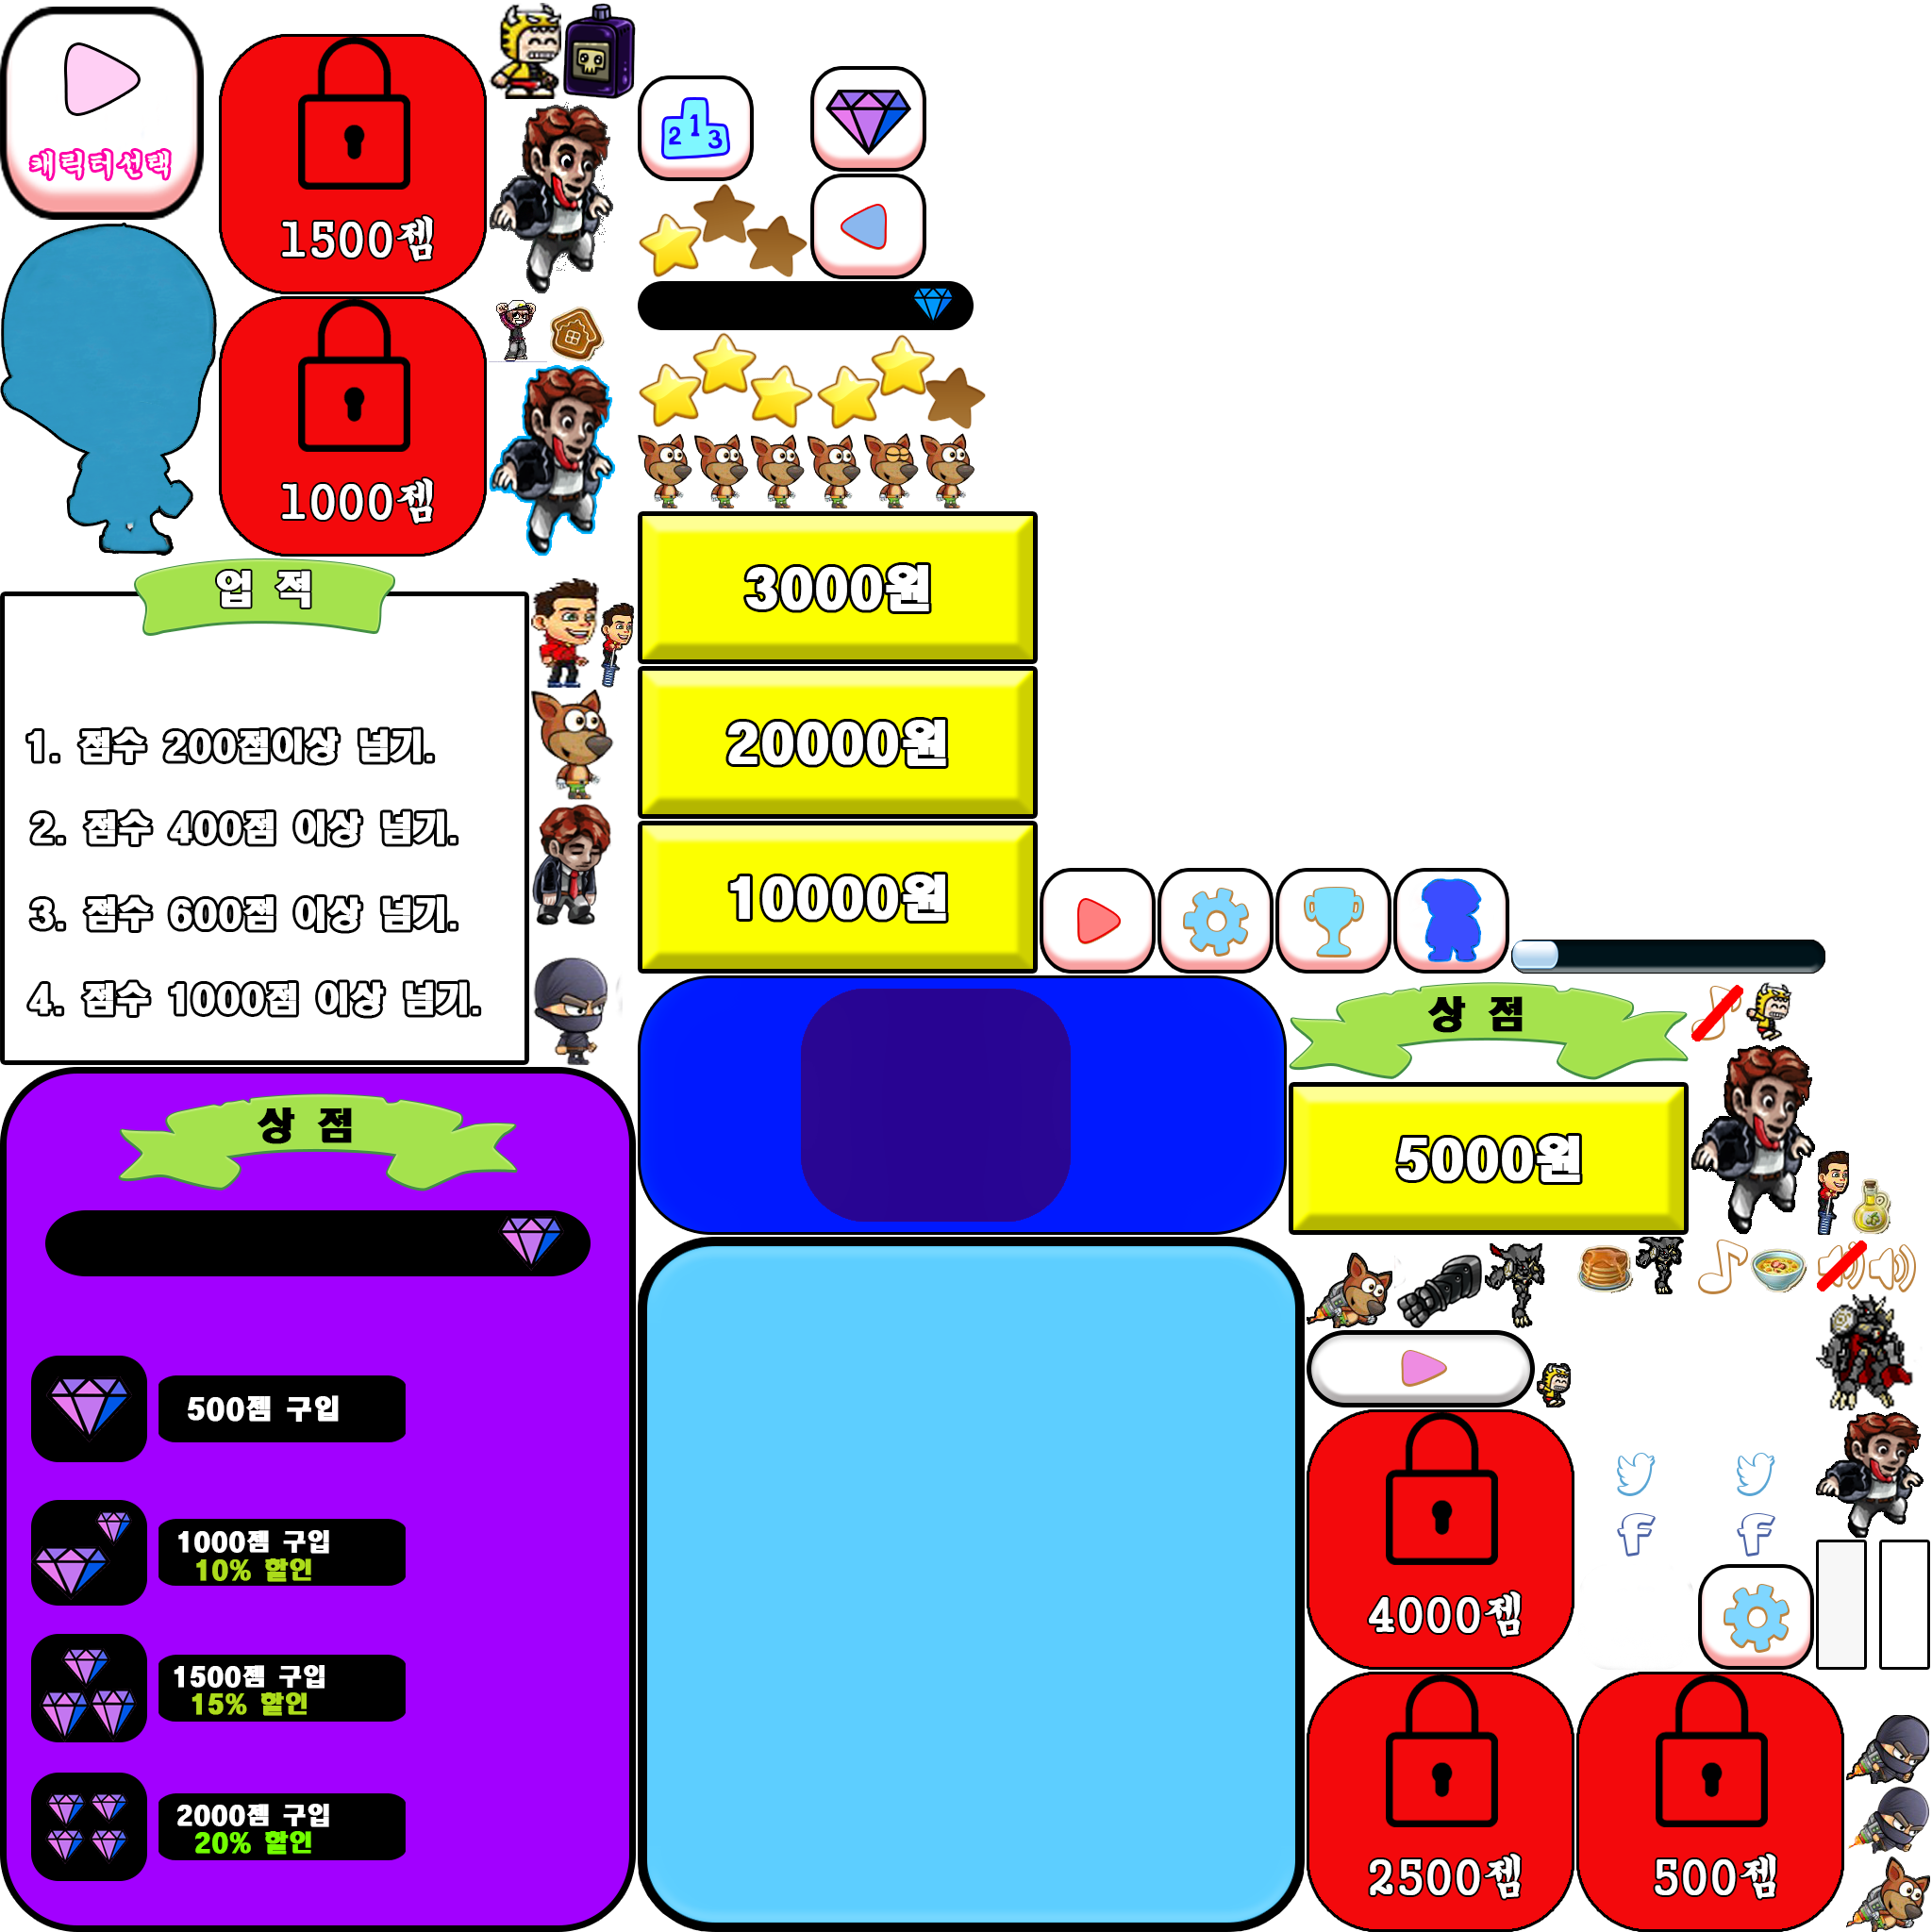 캐릭터선택
1500젬
1000젬
2 1 3
업 적
1. 점수 200점이상 넘기.
2. 점수 400점 이상 넘기.
3. 점수 600점 이상 넘기.
4. 점수 1000점 이상 넘기.
3000원
20000원
10000원
상 점
500젬 구입
1000젬 구입
10% 할인
1500젬 구입
15% 할인
2000젬 구입
20% 할인
상 점
5000원
4000젬
f
f
2500젬
500젬